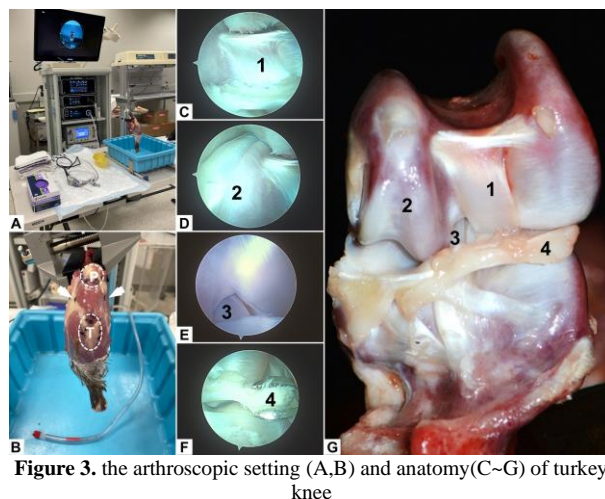 A
B
P
T
C
1
D
2
E
3
F
4
G
1
2
3
4
Figure 3. the arthroscopic setting (A,B) and anatomy(C~G) of turkey
knee